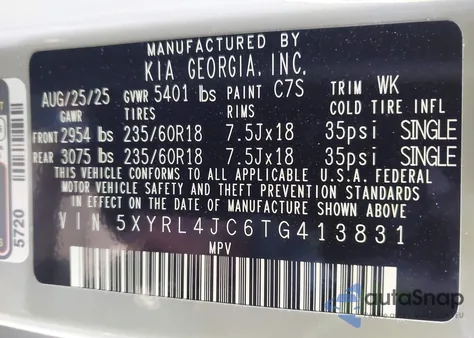 MANUFACTURED BY
KIA GEORGIA, INC.
AUG/25/25 GVWR 5401 lbs PAINT C7S TRIM WK
GAWR TIRES RIMS COLD TIRE INFL
FRONT 2954 lbs 235/60R18 7.5Jx18 35psi SINGLE
REAR 3075 lbs 235/60R18 7.5Jx18 35psi SINGLE
THIS VEHICLE CONFORMS TO ALL APPLICABLE U.S.A. FEDERAL
MOTOR VEHICLE SAFETY AND THEFT PREVENTION STANDARDS
IN EFFECT ON THE DATE OF MANUFACTURE SHOWN ABOVE.
VIN 5XYRL4JC6TG413831
MPV
5720
autoSnap